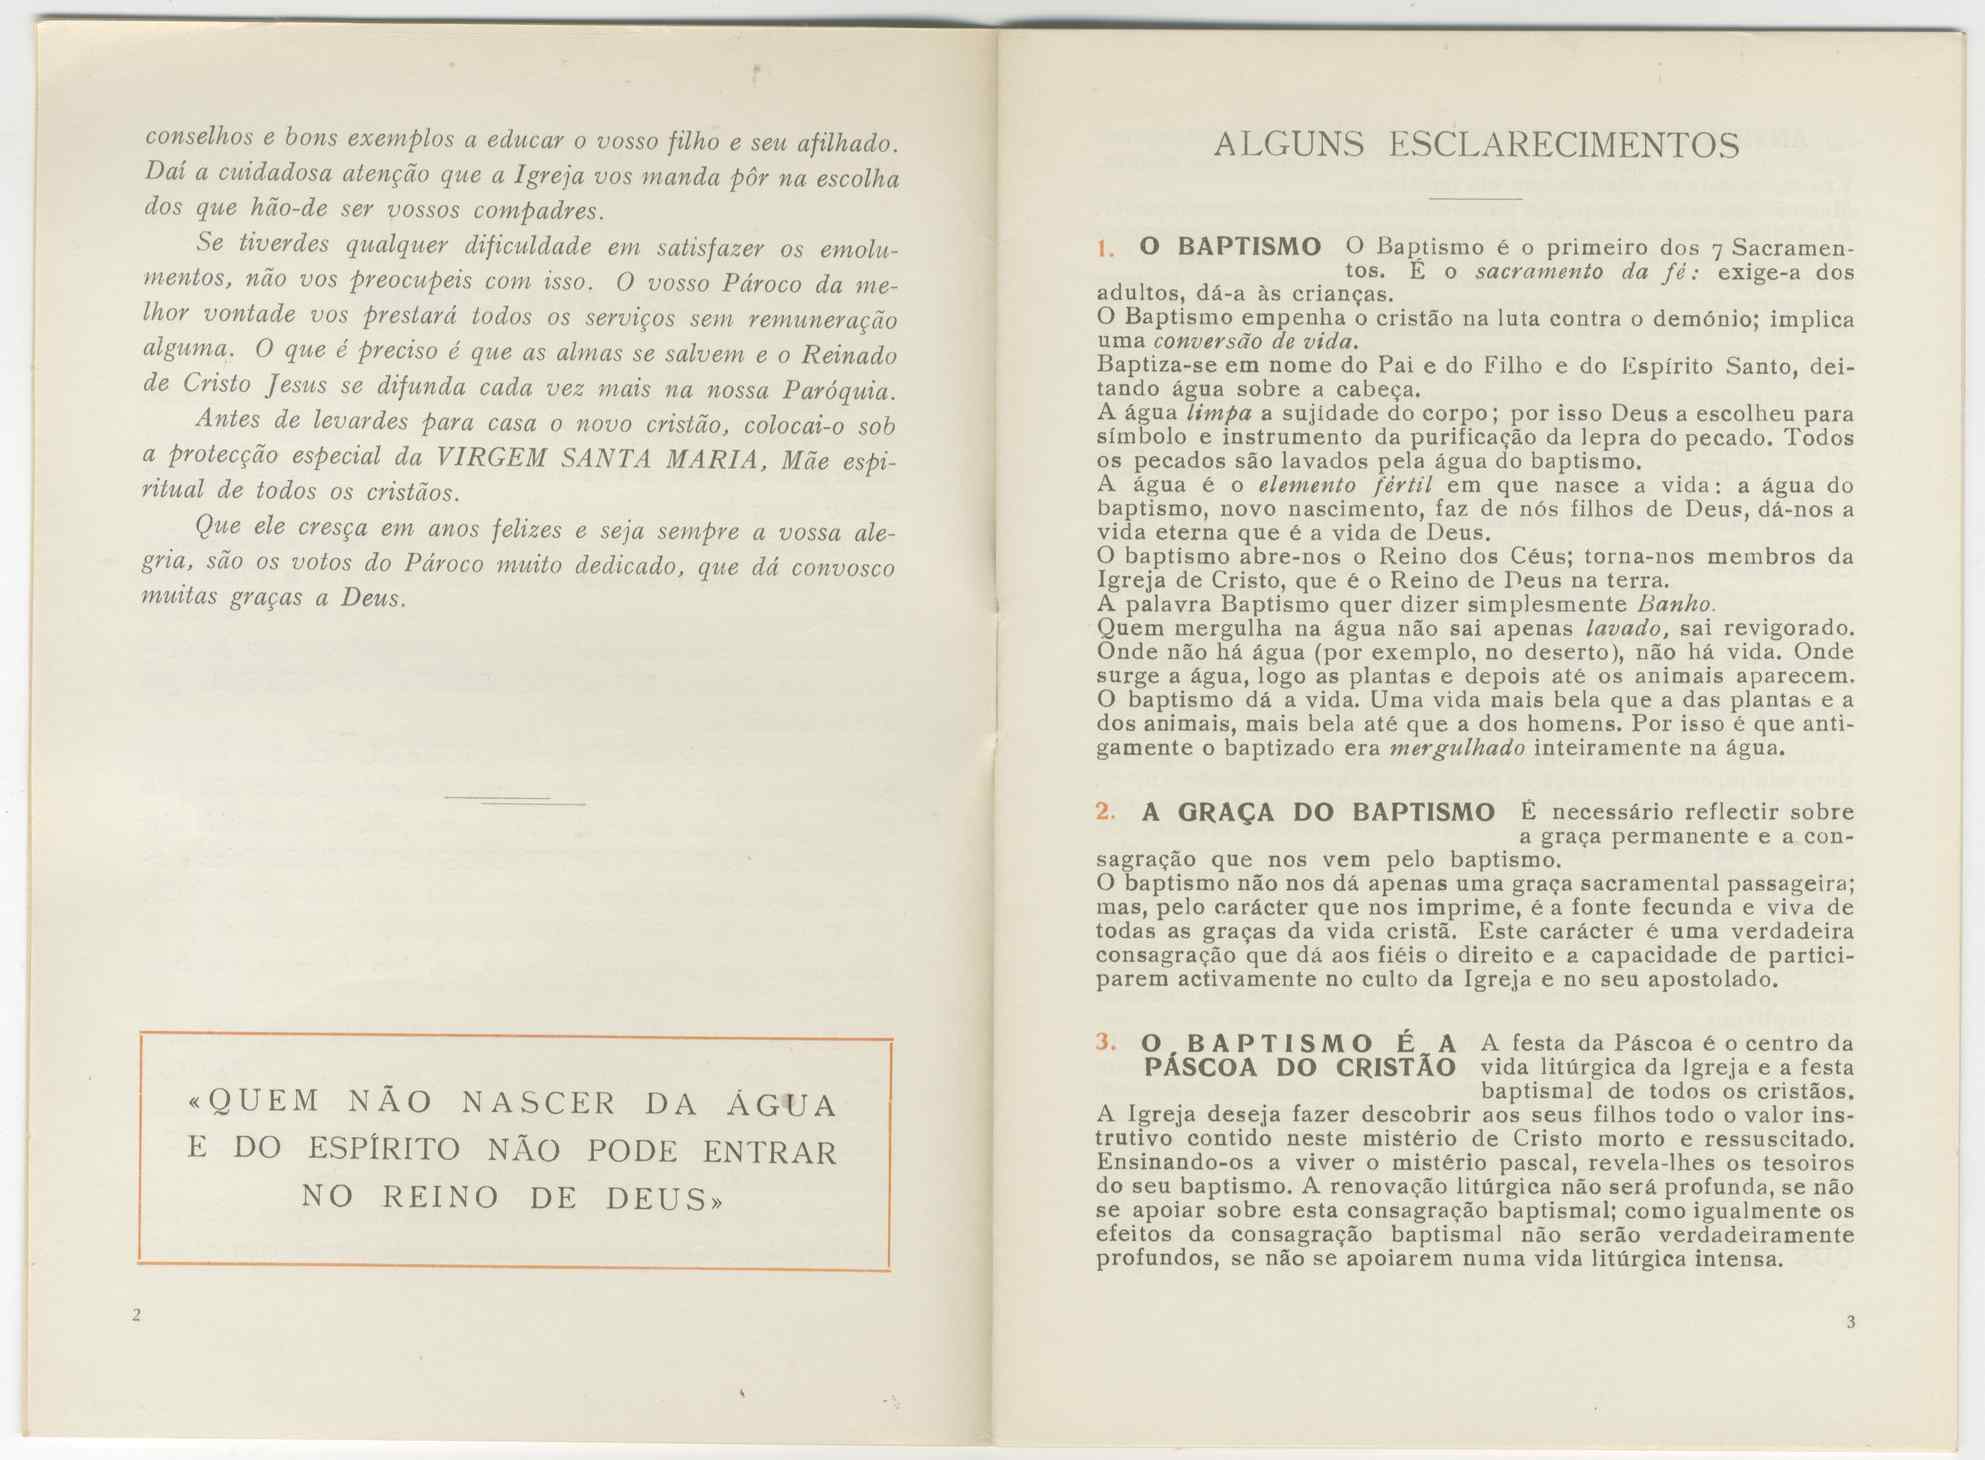 conselhos e bons exemplos a educar o vosso filho e seu afilhado.
Daí a cuidadosa atenção que a Igreja vos manda pôr na escolha
dos que hão-de ser vossos compadres.
Se tiverdes qualquer dificuldade em satisfazer os emolu-
mentos, não vos preocupeis com isso. O vosso Pároco da me-
lhor vontade vos prestará todos os serviços sem remuneração
alguma. O que é preciso é que as almas se salvem e o Reinado
de Cristo Jesus se difunda cada vez mais na nossa Paróquia.
Antes de levardes para casa o novo cristão, colocai-o sob
a protecção especial da VIRGEM SANTA MARIA, Mãe espi-
ritual de todos os cristãos.
Que ele cresça em anos felizes e seja sempre a vossa ale-
gria, são os votos do Pároco muito dedicado, que dá convosco
muitas graças a Deus.
«QUEM NÃO NASCER DA ÁGUA
E DO ESPÍRITO NÃO PODE ENTRAR
NO REINO DE DEUS»
2
ALGUNS ESCLARECIMENTOS
1. O BAPTISMO O Baptismo é o primeiro dos 7 Sacramen-
tos. É o sacramento da fé: exige-a dos
adultos, dá-a às crianças.
O Baptismo empenha o cristão na luta contra o demónio; implica
uma conversão de vida.
Baptiza-se em nome do Pai e do Filho e do Espírito Santo, dei-
tando água sobre a cabeça.
A água limpa a sujidade do corpo; por isso Deus a escolheu para
símbolo e instrumento da purificação da lepra do pecado. Todos
os pecados são lavados pela água do baptismo.
A água é o elemento fértil em que nasce a vida: a água do
baptismo, novo nascimento, faz de nós filhos de Deus, dá-nos a
vida eterna que é a vida de Deus.
O baptismo abre-nos o Reino dos Céus; torna-nos membros da
Igreja de Cristo, que é o Reino de Deus na terra.
A palavra Baptismo quer dizer simplesmente Banho.
Quem mergulha na água não sai apenas lavado, sai revigorado.
Onde não há água (por exemplo, no deserto), não há vida. Onde
surge a água, logo as plantas e depois até os animais aparecem.
O baptismo dá a vida. Uma vida mais bela que a das plantas e a
dos animais, mais bela até que a dos homens. Por isso é que anti-
gamente o baptizado era mergulhado inteiramente na água.
2. A GRAÇA DO BAPTISMO É necessário reflectir sobre
a graça permanente e a con-
sagração que nos vem pelo baptismo.
O baptismo não nos dá apenas uma graça sacramental passageira;
mas, pelo carácter que nos imprime, é a fonte fecunda e viva de
todas as graças da vida cristã. Este carácter é uma verdadeira
consagração que dá aos fiéis o direito e a capacidade de partici-
parem activamente no culto da Igreja e no seu apostolado.
3. O BAPTISMO É A A festa da Páscoa é o centro da
PÁSCOA DO CRISTÃO vida litúrgica da Igreja e a festa
baptismal de todos os cristãos.
A Igreja deseja fazer descobrir aos seus filhos todo o valor ins-
trutivo contido neste mistério de Cristo morto e ressuscitado.
Ensinando-os a viver o mistério pascal, revela-lhes os tesoiros
do seu baptismo. A renovação litúrgica não será profunda, se não
se apoiar sobre esta consagração baptismal; como igualmente os
efeitos da consagração baptismal não serão verdadeiramente
profundos, se não se apoiarem numa vida litúrgica intensa.
3